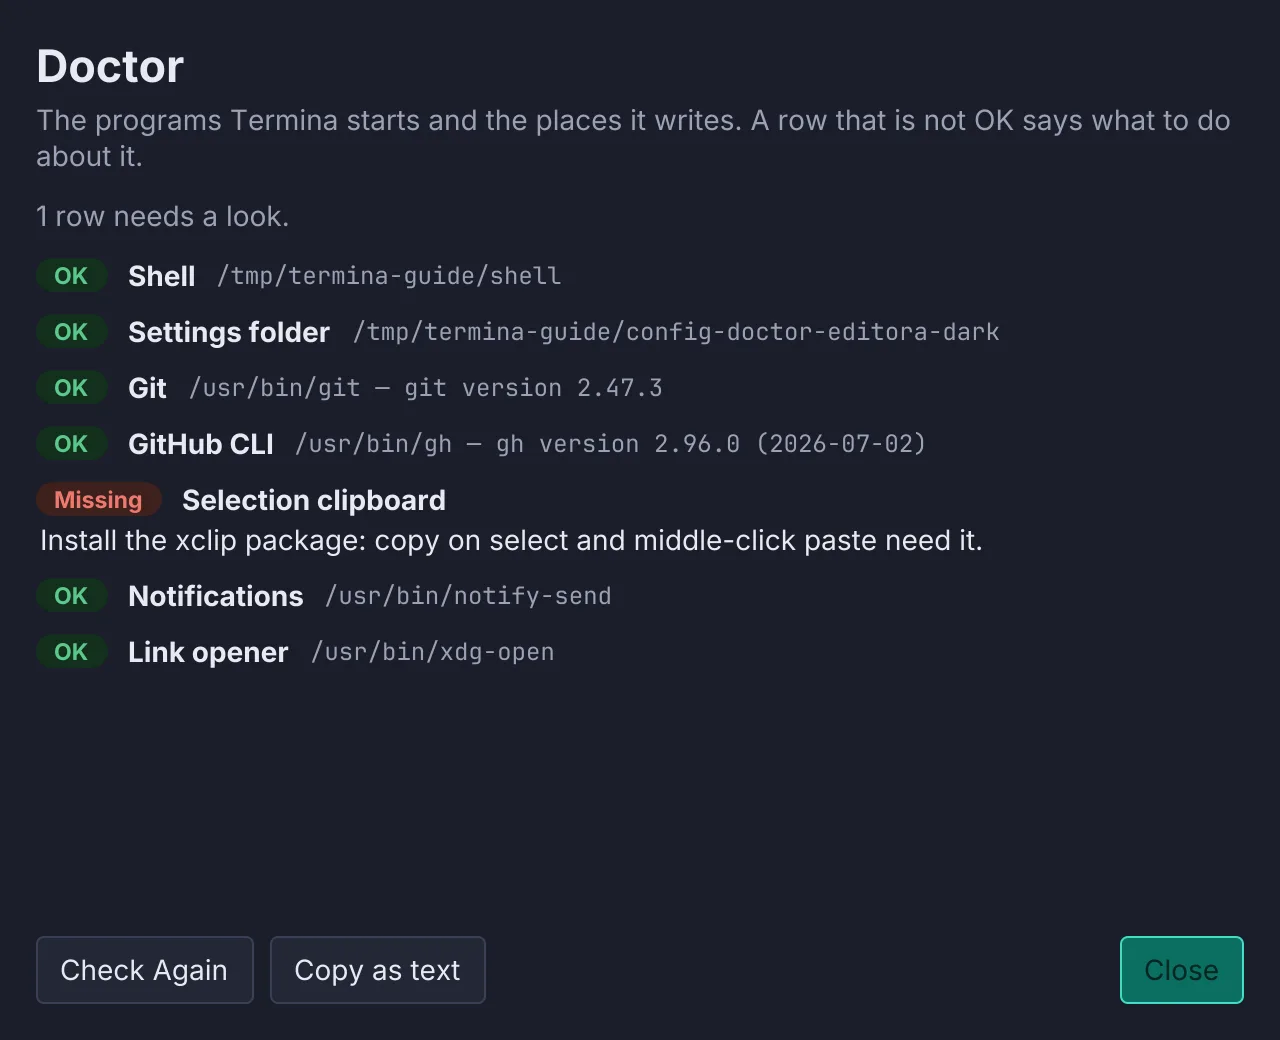 Doctor
The programs Termina starts and the places it writes. A row that is not OK says what to do
about it.
1 row needs a look.
OK Shell /tmp/termina-guide/shell
OK Settings folder /tmp/termina-guide/config-doctor-editora-dark
OK Git /usr/bin/git — git version 2.47.3
OK GitHub CLI /usr/bin/gh — gh version 2.96.0 (2026-07-02)
Missing Selection clipboard
Install the xclip package: copy on select and middle-click paste need it.
OK Notifications /usr/bin/notify-send
OK Link opener /usr/bin/xdg-open
Check Again Copy as text Close